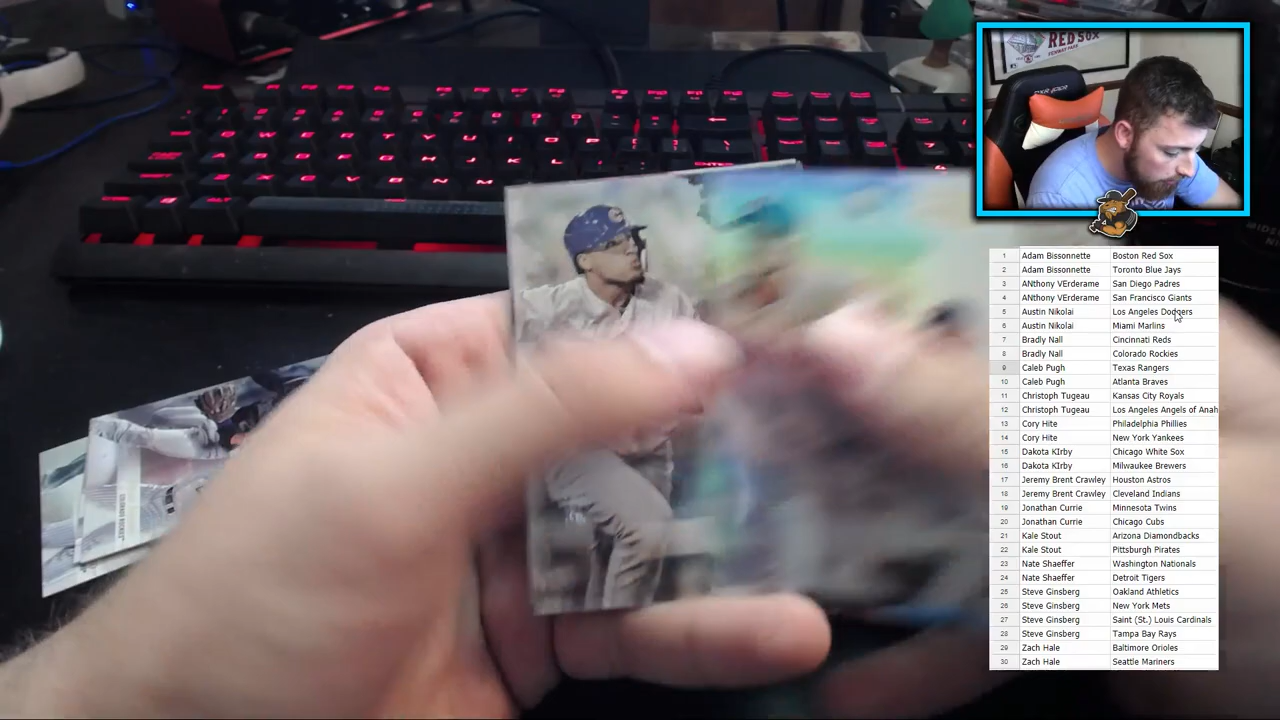 RED SOX
FENWAY PARK
1 Adam Bissonnette Boston Red Sox
2 Adam Bissonnette Toronto Blue Jays
3 ANthony VErderame San Diego Padres
4 ANthony VErderame San Francisco Giants
5 Austin Nikolai Los Angeles Dodgers
6 Austin Nikolai Miami Marlins
7 Bradly Nall Cincinnati Reds
8 Bradly Nall Colorado Rockies
9 Caleb Pugh Texas Rangers
10 Caleb Pugh Atlanta Braves
11 Christoph Tugeau Kansas City Royals
12 Christoph Tugeau Los Angeles Angels of Anah
13 Cory Hite Philadelphia Phillies
14 Cory Hite New York Yankees
15 Dakota KIrby Chicago White Sox
16 Dakota KIrby Milwaukee Brewers
17 Jeremy Brent Crawley Houston Astros
18 Jeremy Brent Crawley Cleveland Indians
19 Jonathan Currie Minnesota Twins
20 Jonathan Currie Chicago Cubs
21 Kale Stout Arizona Diamondbacks
22 Kale Stout Pittsburgh Pirates
23 Nate Shaeffer Washington Nationals
24 Nate Shaeffer Detroit Tigers
25 Steve Ginsberg Oakland Athletics
26 Steve Ginsberg New York Mets
27 Steve Ginsberg Saint (St.) Louis Cardinals
28 Steve Ginsberg Tampa Bay Rays
29 Zach Hale Baltimore Orioles
30 Zach Hale Seattle Mariners